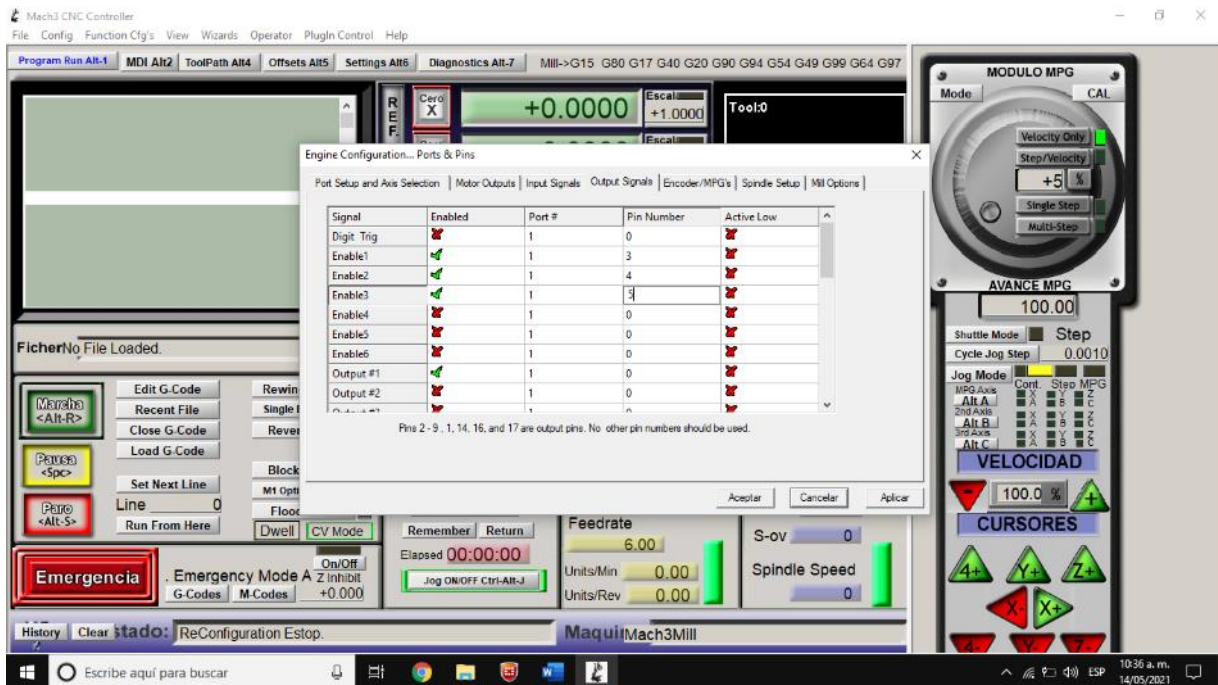 Mach3 CNC Controller
File Config Function Cfg's View Wizards Operator PlugIn Control Help
Program Run Alt-1 MDI Alt2 ToolPath Alt4 Offsets Alt5 Settings Alt6 Diagnostics Alt-7 Mill->G15 G80 G17 G40 G20 G90 G94 G54 G49 G99 G64 G97
REF.
Cero X +0.0000 Escal +1.0000
Escal
Tool:0
Engine Configuration... Ports & Pins
Port Setup and Axis Selection Motor Outputs Input Signals Output Signals Encoder/MPG's Spindle Setup Mill Options
Signal Enabled Port # Pin Number Active Low
Digit Trig 1 0
Enable1 1 3
Enable2 1 4
Enable3 1 5
Enable4 1 0
Enable5 1 0
Enable6 1 0
Output #1 1 0
Output #2 1 0
Pins 2 - 9 , 1, 14, 16, and 17 are output pins. No other pin numbers should be used.
Aceptar Cancelar Aplicar
FicherNo File Loaded.
Marcha <Alt-R>
Pausa <Spc>
Paro <Alt-S>
Edit G-Code
Recent File
Close G-Code
Load G-Code
Set Next Line
Line 0
Run From Here
Rewin
Single
Rever
Block
M1 Opti
Flood
Dwell CV Mode
Emergencia
. Emergency Mode A
G-Codes M-Codes
On/Off
Z Inhibit
+0.000
Remember Return
Elapsed 00:00:00
Jog ON/OFF Ctrl-Alt-J
Feedrate
6.00
Units/Min 0.00
Units/Rev 0.00
S-ov 0
Spindle Speed
0
History Clear stado: ReConfiguration Estop.
Maqui Mach3Mill
MODULO MPG
Mode CAL
Velocity Only
Step/Velocity
+5 %
Single Step
Multi-Step
AVANCE MPG
100.00
Shuttle Mode Step
Cycle Jog Step 0.0010
Jog Mode Cont. Step MPG
MPG Axis
Alt A X Y Z A B C
2nd Axis
Alt B X Y Z A B C
3rd Axis
Alt C X Y Z A B C
VELOCIDAD
100.0 %
CURSORES
4+ Y+ Z+
X- X+
4- Y- Z-
Escribe aquí para buscar
ESP
10:36 a. m.
14/05/2021